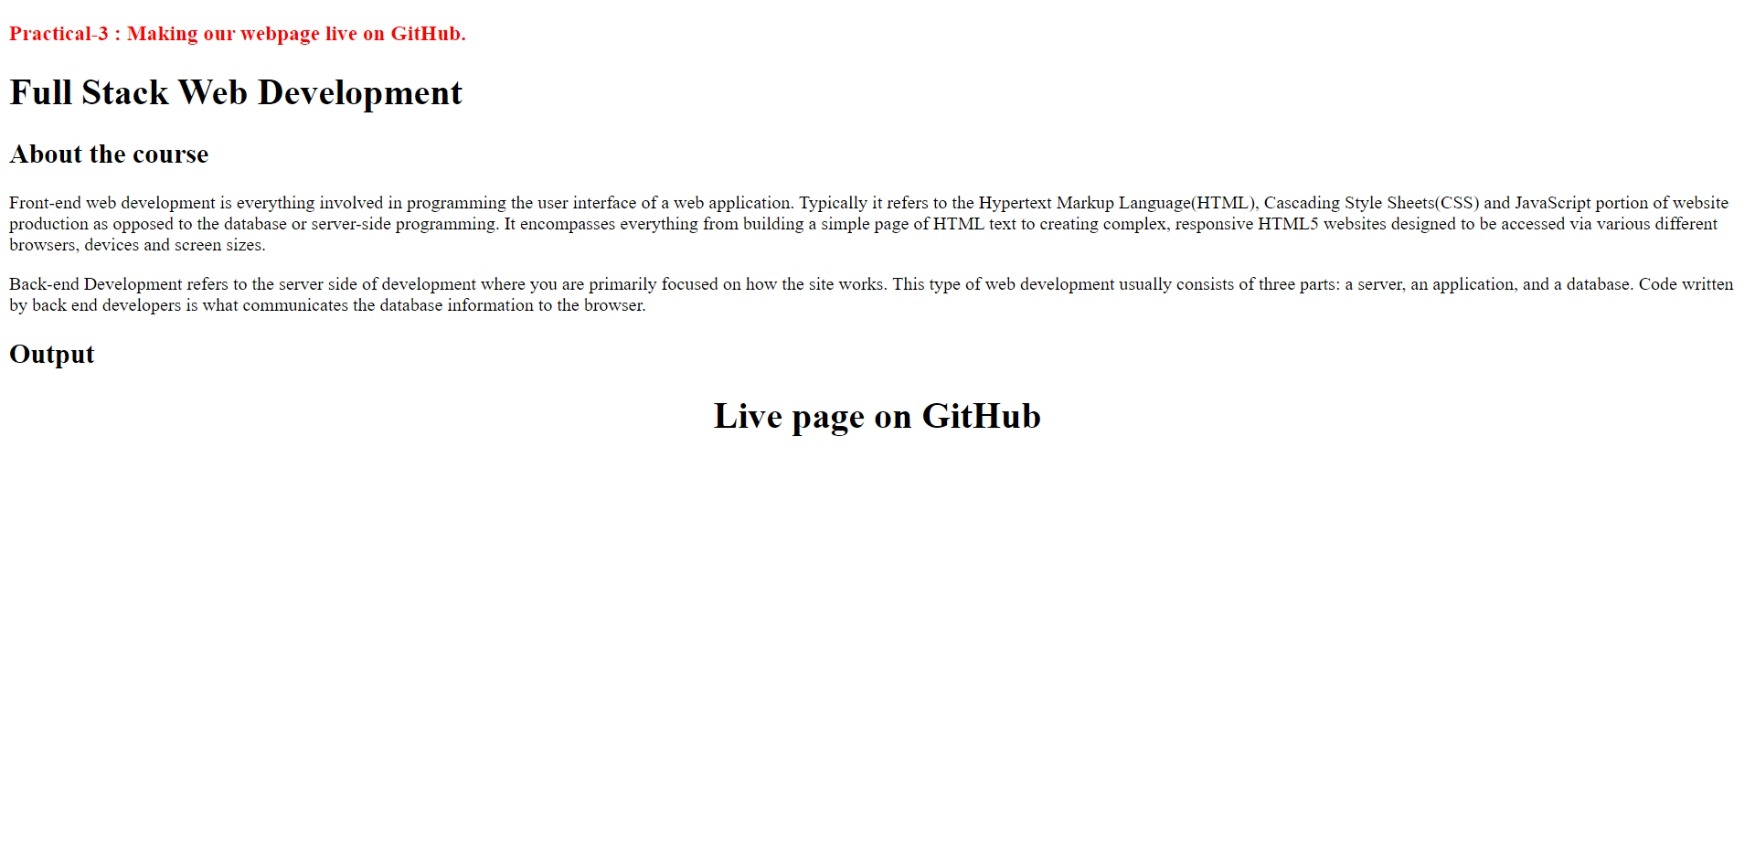 Practical-3 : Making our webpage live on GitHub.
Full Stack Web Development
About the course
Front-end web development is everything involved in programming the user interface of a web application. Typically it refers to the Hypertext Markup Language(HTML), Cascading Style Sheets(CSS) and JavaScript portion of website
production as opposed to the database or server-side programming. It encompasses everything from building a simple page of HTML text to creating complex, responsive HTML5 websites designed to be accessed via various different
browsers, devices and screen sizes.
Back-end Development refers to the server side of development where you are primarily focused on how the site works. This type of web development usually consists of three parts: a server, an application, and a database. Code written
by back end developers is what communicates the database information to the browser.
Output
Live page on GitHub